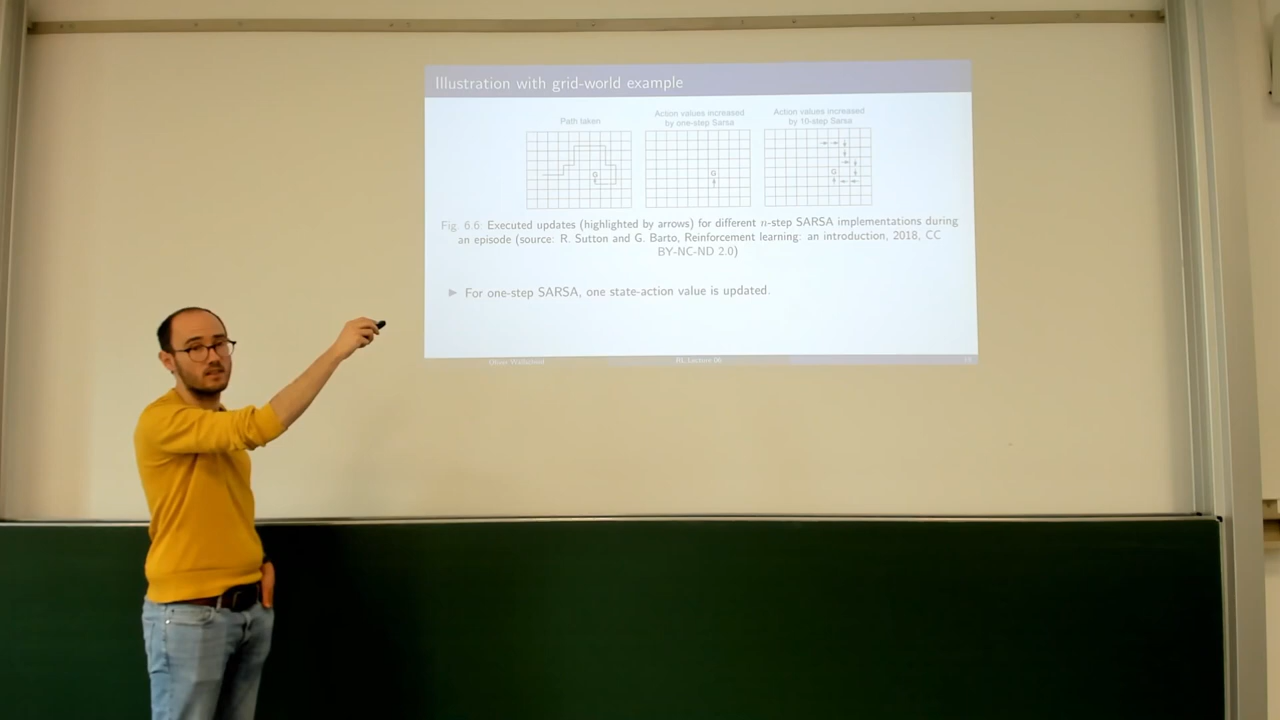 Illustration with grid-world example
Path taken
Action values increased
by one-step Sarsa
Action values increased
by 10-step Sarsa
G
G
G
Fig. 6.6: Executed updates (highlighted by arrows) for different n-step SARSA implementations during
an episode (source: R. Sutton and G. Barto, Reinforcement learning: an introduction, 2018, CC
BY-NC-ND 2.0)
▶ For one-step SARSA, one state-action value is updated.
RL Lecture 06